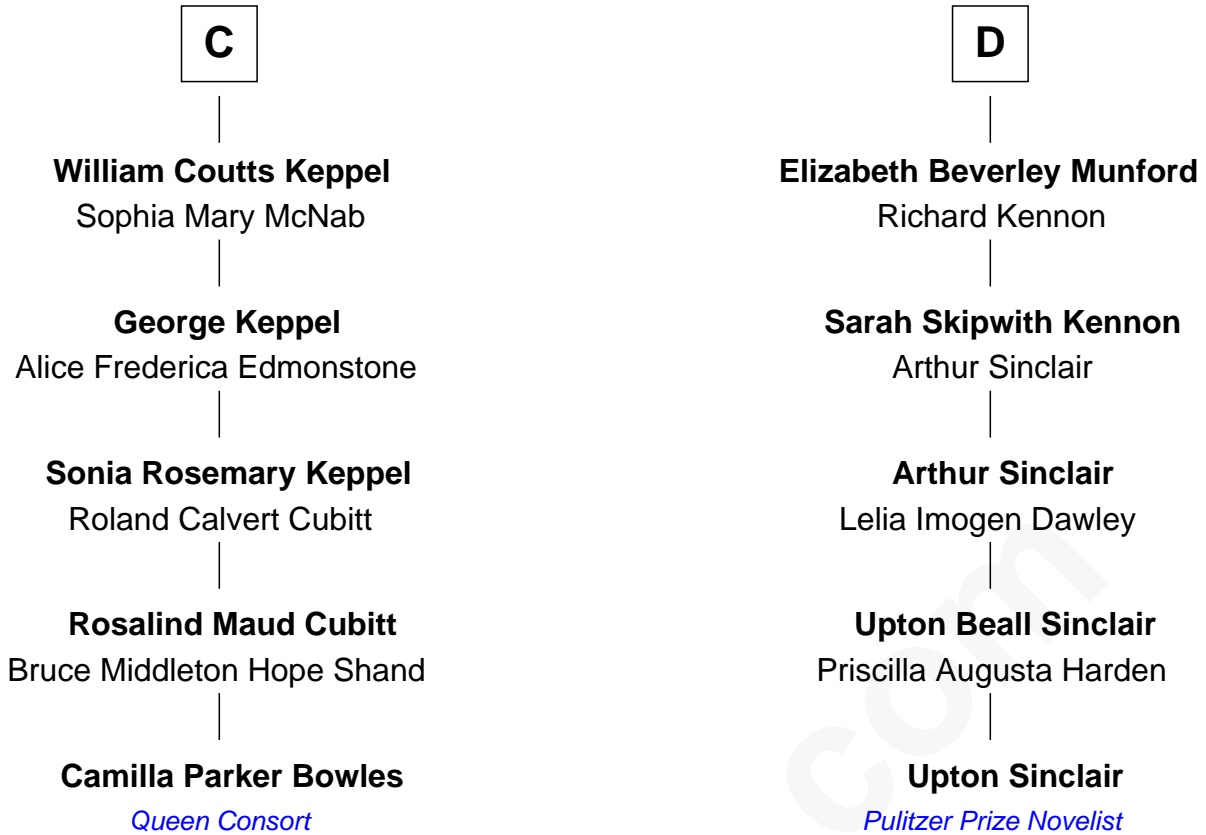 C
William Coutts Keppel
Sophia Mary McNab
George Keppel
Alice Frederica Edmonstone
Sonia Rosemary Keppel
Roland Calvert Cubitt
Rosalind Maud Cubitt
Bruce Middleton Hope Shand
Camilla Parker Bowles
Queen Consort
D
Elizabeth Beverley Munford
Richard Kennon
Sarah Skipwith Kennon
Arthur Sinclair
Arthur Sinclair
Lelia Imogen Dawley
Upton Beall Sinclair
Priscilla Augusta Harden
Upton Sinclair
Pulitzer Prize Novelist
com